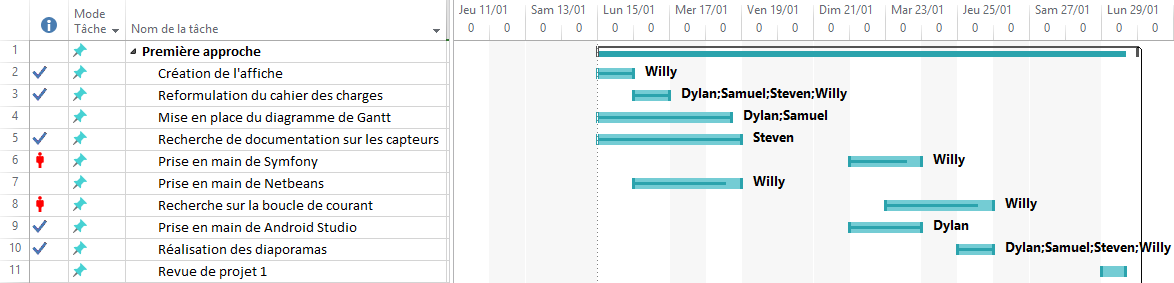 Mode Tâche Nom de la tâche
Jeu 11/01 Sam 13/01 Lun 15/01 Mer 17/01 Ven 19/01 Dim 21/01 Mar 23/01 Jeu 25/01 Sam 27/01 Lun 29/01
0 0 0 0 0 0 0 0 0 0 0 0 0 0 0 0 0 0 0 0
1 Première approche
2 Création de l'affiche Willy
3 Reformulation du cahier des charges Dylan;Samuel;Steven;Willy
4 Mise en place du diagramme de Gantt Dylan;Samuel
5 Recherche de documentation sur les capteurs Steven
6 Prise en main de Symfony Willy
7 Prise en main de Netbeans Willy
8 Recherche sur la boucle de courant Willy
9 Prise en main de Android Studio Dylan
10 Réalisation des diaporamas Dylan;Samuel;Steven;Willy
11 Revue de projet 1